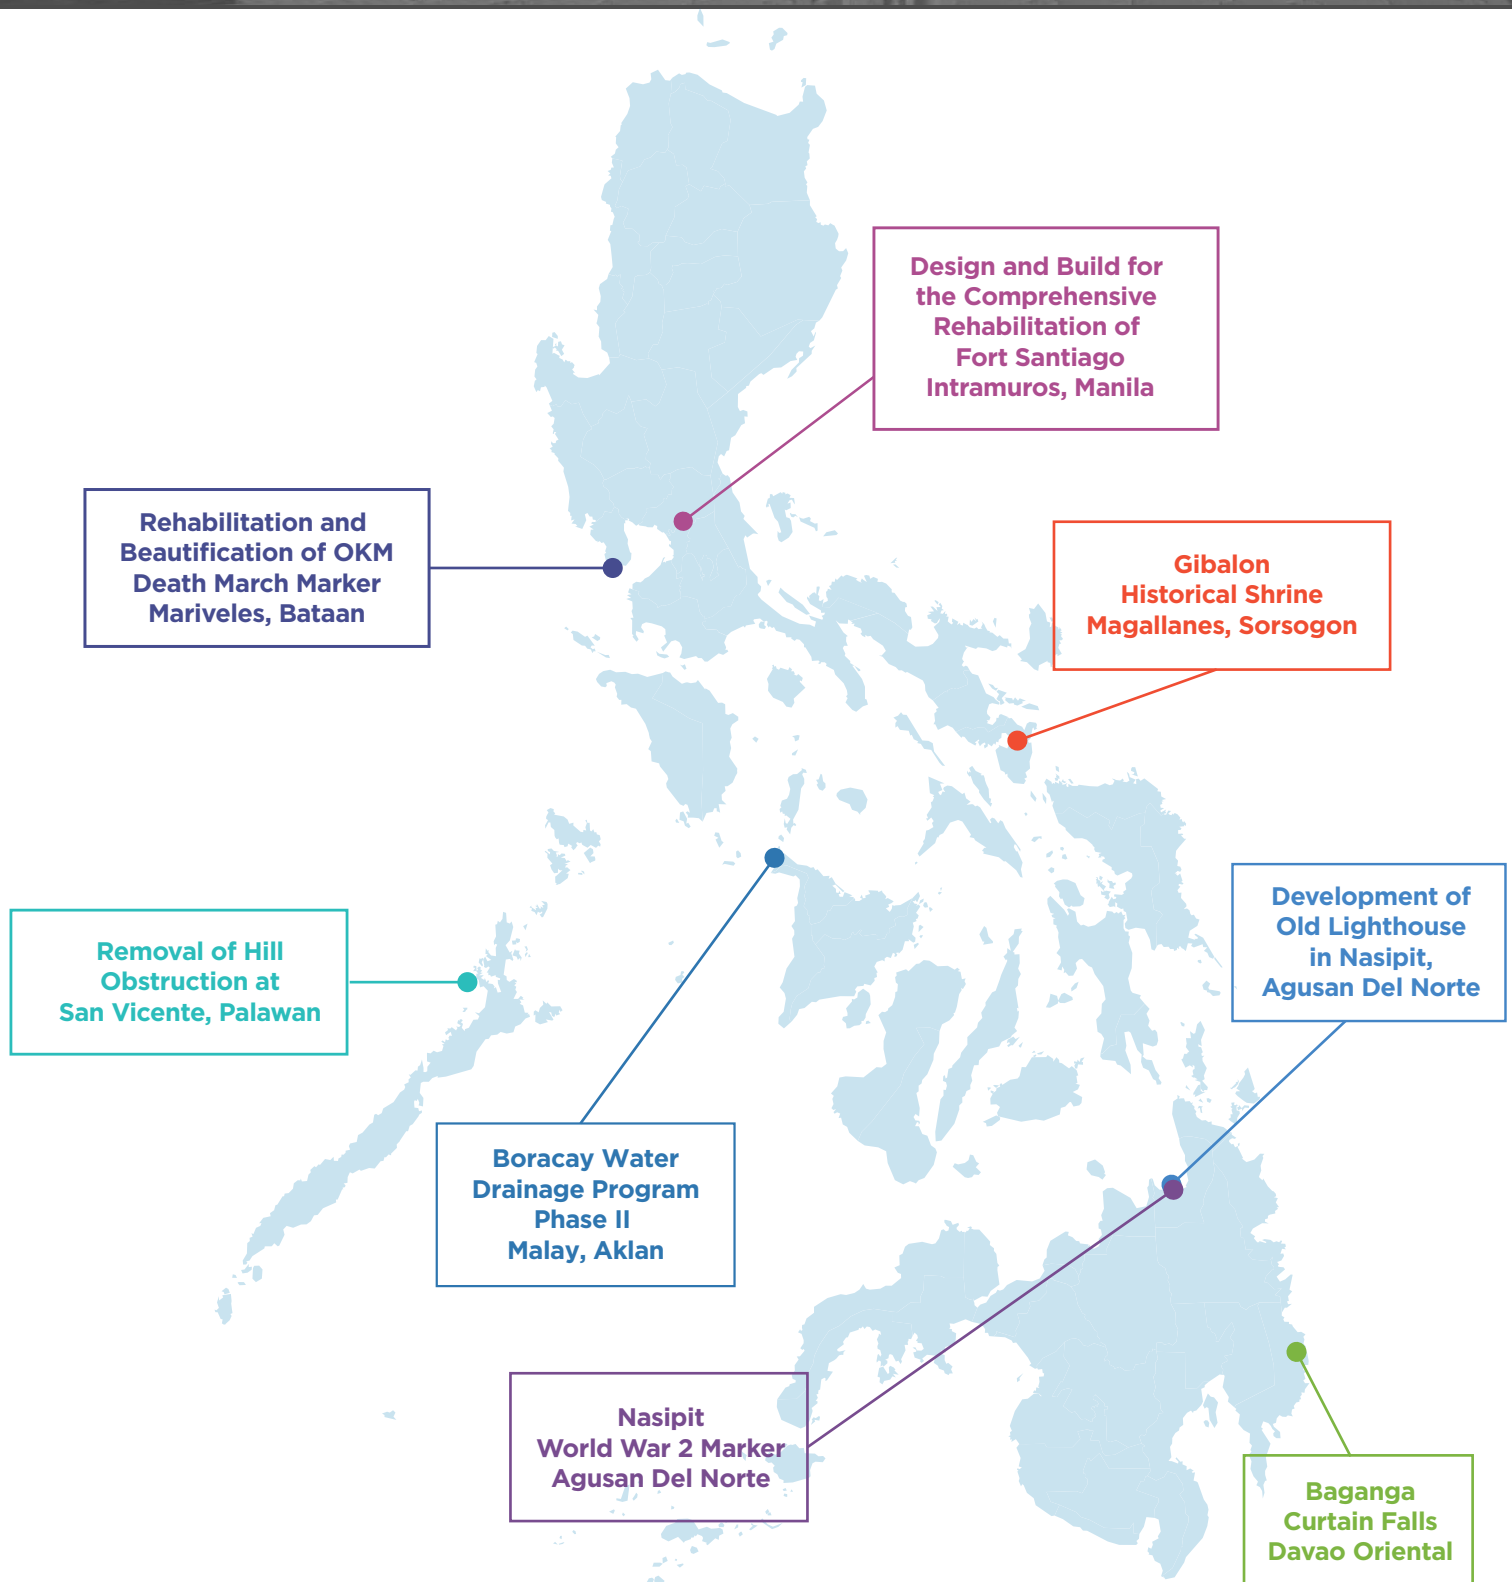 Design and Build for
the Comprehensive
Rehabilitation of
Fort Santiago
Intramuros, Manila
Rehabilitation and
Beautification of OKM
Death March Marker
Mariveles, Bataan
Gibalon
Historical Shrine
Magallanes, Sorsogon
Development of
Old Lighthouse
in Nasipit,
Agusan Del Norte
Removal of Hill
Obstruction at
San Vicente, Palawan
Boracay Water
Drainage Program
Phase II
Malay, Aklan
Nasipit
World War 2 Marker
Agusan Del Norte
Baganga
Curtain Falls
Davao Oriental